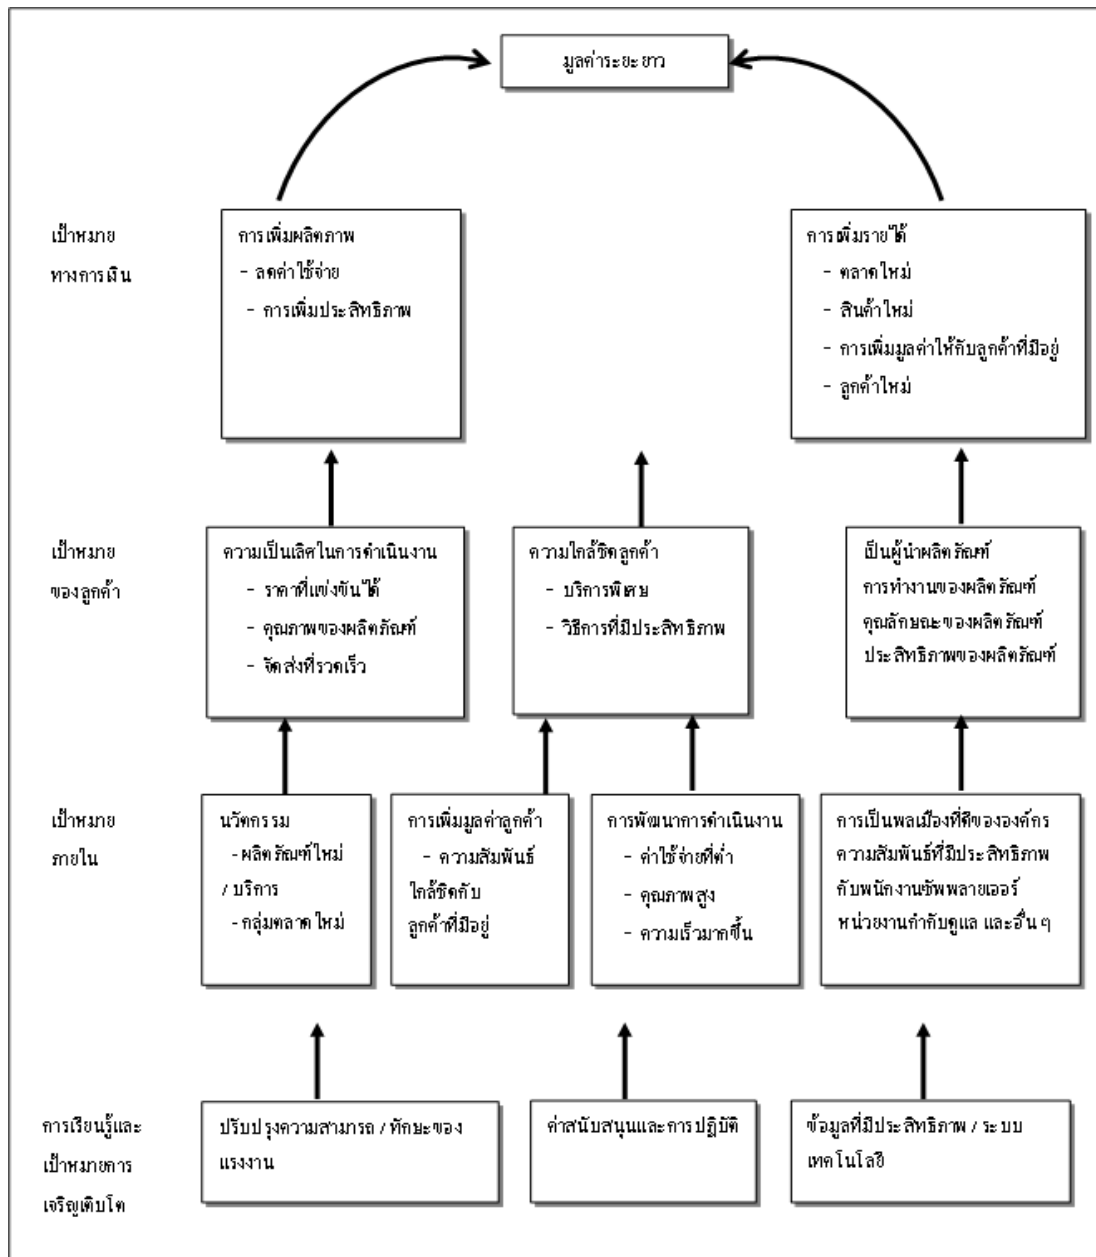 มูลค่าระยะยาว
เป้าหมาย
ทางการเงิน
การเพิ่มผลิตภาพ
- ลดค่าใช้จ่าย
- การเพิ่มประสิทธิภาพ
การเพิ่มรายได้
- ตลาดใหม่
- สินค้าใหม่
- การเพิ่มมูลค่าให้กับลูกค้าที่มีอยู่
- ลูกค้าใหม่
เป้าหมาย
ของลูกค้า
ความเป็นเลิศในการดำเนินงาน
- ราคาที่แข่งขันได้
- คุณภาพของผลิตภัณฑ์
- จัดส่งที่รวดเร็ว
ความใกล้ชิดลูกค้า
- บริการพิเศษ
- วิธีการที่มีประสิทธิภาพ
เป็นผู้นำผลิตภัณฑ์
การทำงานของผลิตภัณฑ์
คุณลักษณะของผลิตภัณฑ์
ประสิทธิภาพของผลิตภัณฑ์
เป้าหมาย
ภายใน
นวัตกรรม
-ผลิตภัณฑ์ใหม่
/ บริการ
-กลุ่มตลาดใหม่
การเพิ่มมูลค่าลูกค้า
- ความสัมพันธ์
ใกล้ชิดกับ
ลูกค้าที่มีอยู่
การพัฒนาการดำเนินงาน
- ค่าใช้จ่ายที่ต่ำ
- คุณภาพสูง
- ความเร็วมากขึ้น
การเป็นพลเมืองที่ดีขององค์กร
ความสัมพันธ์ที่มีประสิทธิภาพ
กับพนักงานซัพพลายเออร์
หน่วยงานกำกับดูแล และอื่น ๆ
การเรียนรู้และ
เป้าหมายการ
เจริญเติบโต
ปรับปรุงความสามารถ / ทักษะของ
แรงงาน
ค่าสนับสนุนและการปฏิบัติ
ข้อมูลที่มีประสิทธิภาพ / ระบบ
เทคโนโลยี